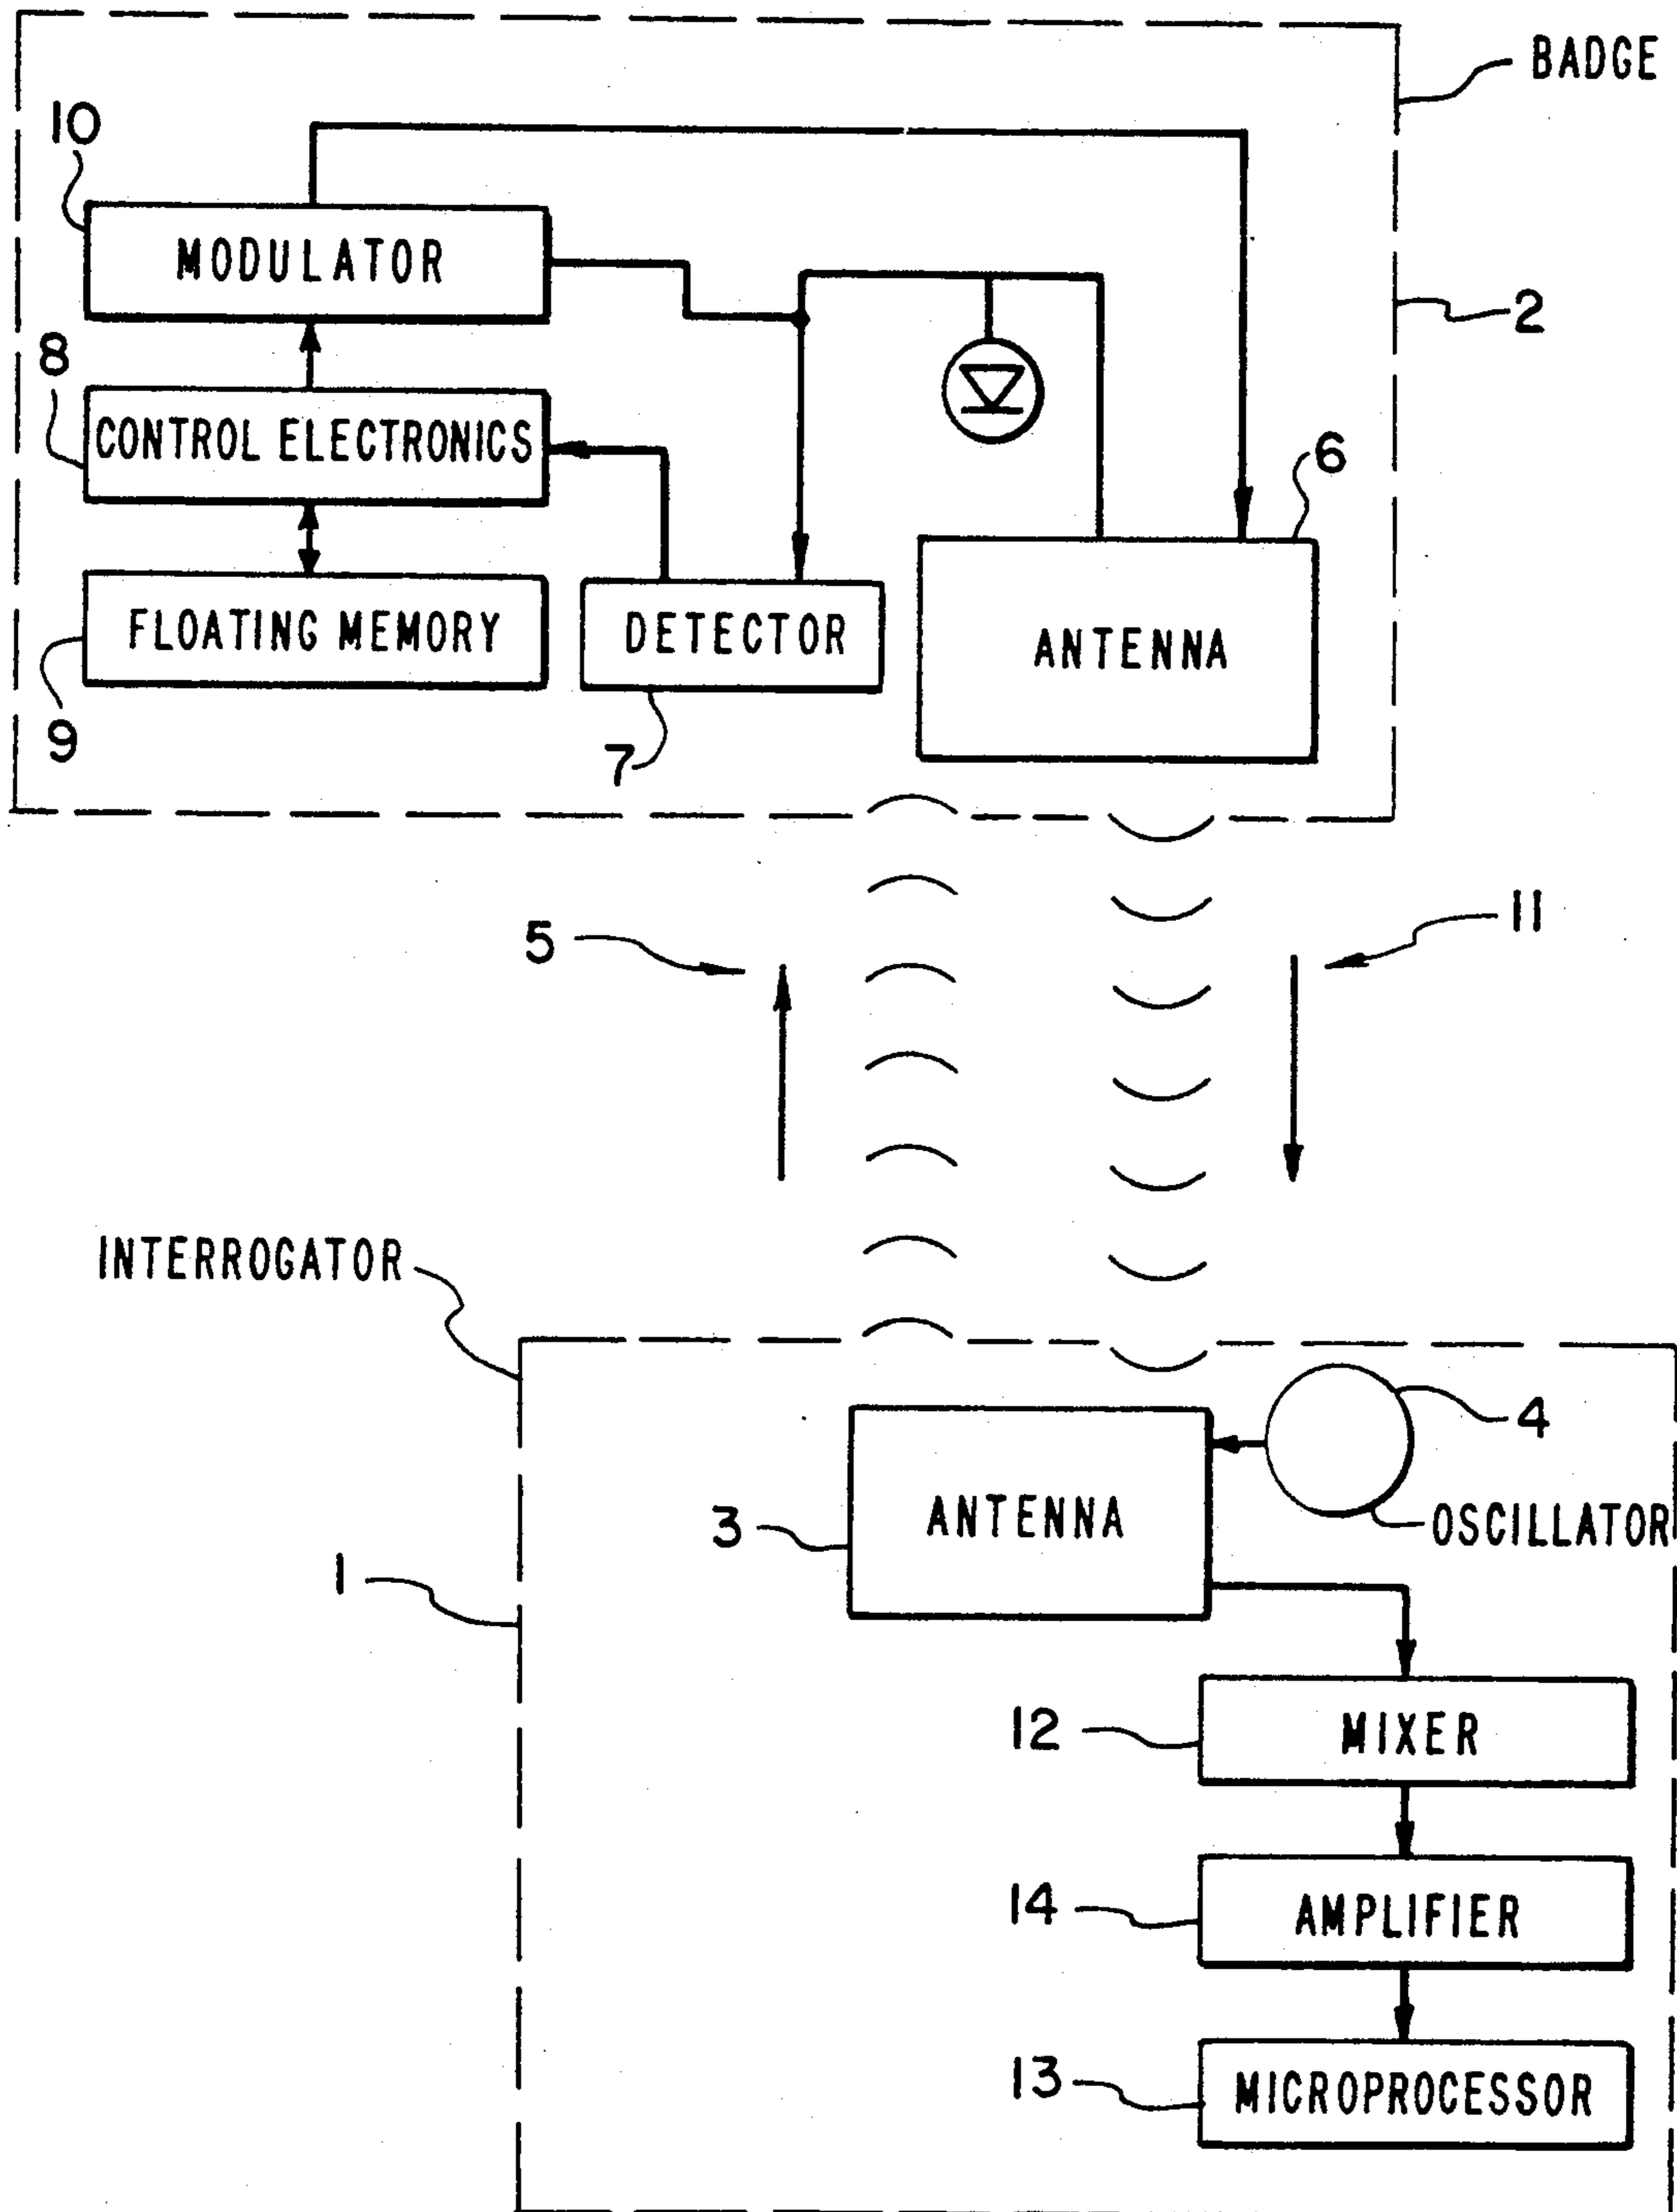 BADGE
10
MODULATOR
2
8
CONTROL ELECTRONICS
6
FLOATING MEMORY
DETECTOR
ANTENNA
9
7
5
11
INTERROGATOR
4
ANTENNA
3
OSCILLATOR
1
12
MIXER
14
AMPLIFIER
13
MICROPROCESSOR